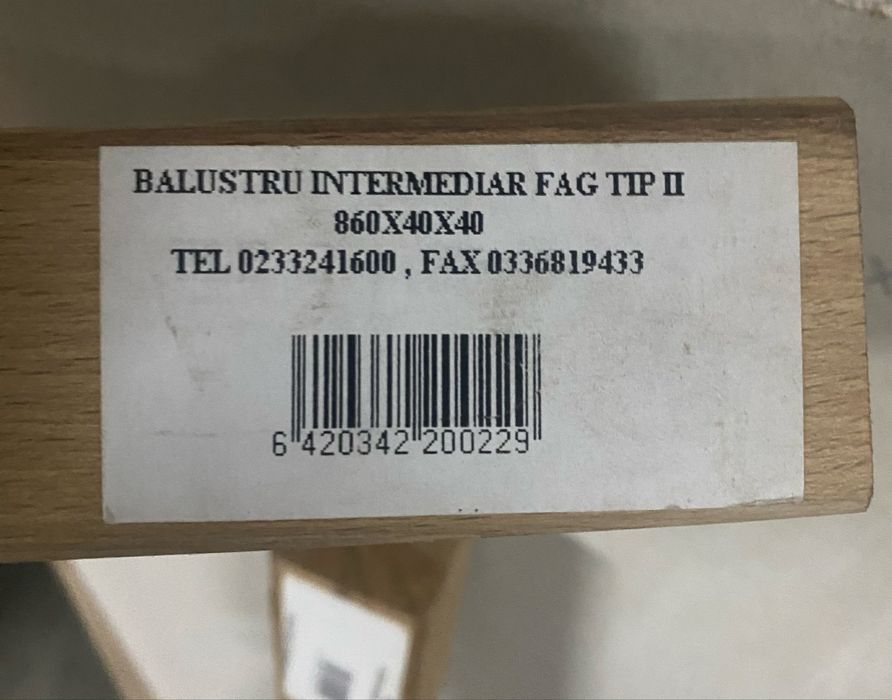 BALUSTRU INTERMEDIAR FAG TIP II
860X40X40
TEL 0233241600 , FAX 0336819433
6 420342 200229